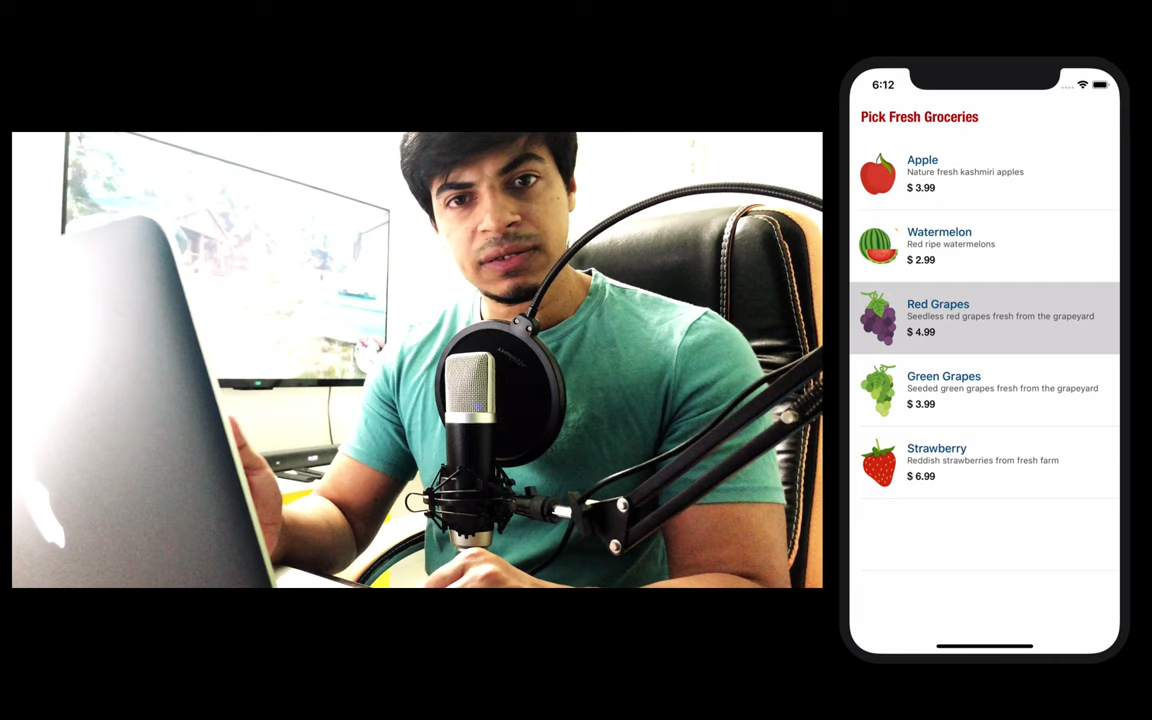 6:12
Pick Fresh Groceries
Apple
Nature fresh kashmiri apples
$ 3.99
Watermelon
Red ripe watermelons
$ 2.99
Red Grapes
Seedless red grapes fresh from the grapeyard
$ 4.99
Green Grapes
Seeded green grapes fresh from the grapeyard
$ 3.99
Strawberry
Reddish strawberries from fresh farm
$ 6.99